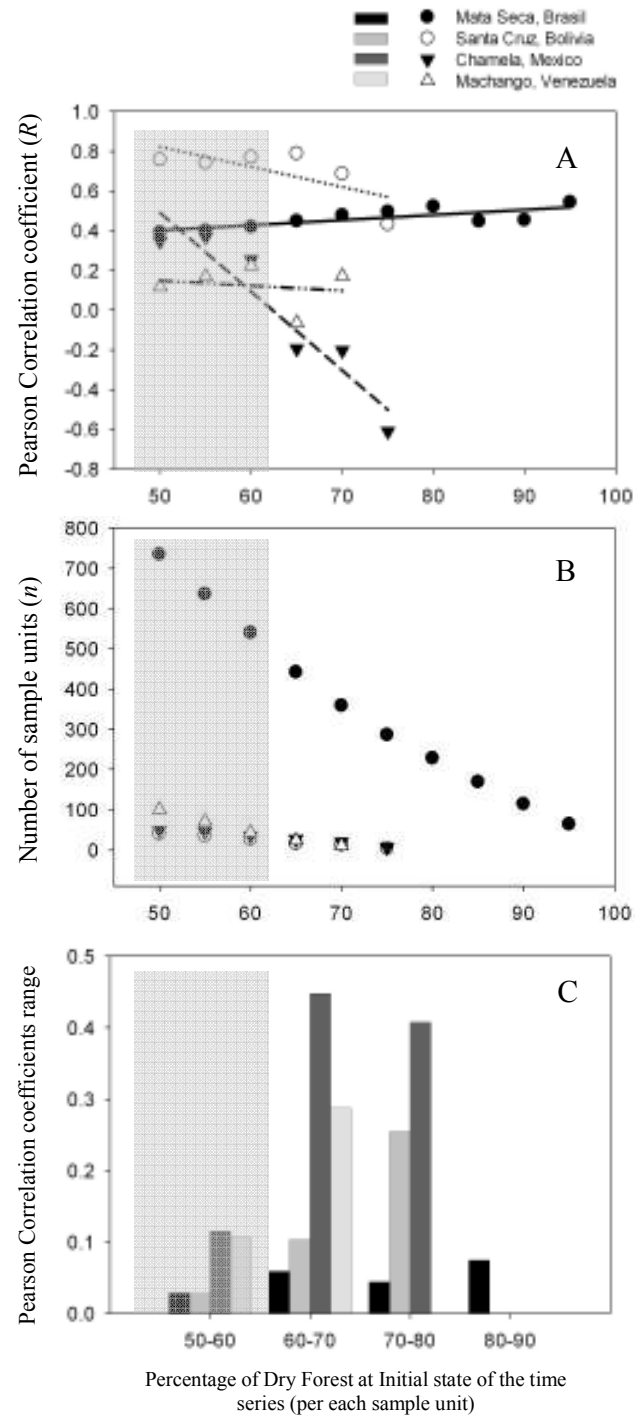 Mata Seca, Brasil
Santa Cruz, Bolivia
Chamela, Mexico
Machango, Venezuela
A
Pearson Correlation coefficient (R)
1.0
0.8
0.6
0.4
0.2
0.0
-0.2
-0.4
-0.6
-0.8
50 60 70 80 90 100
B
Number of sample units (n)
800
700
600
500
400
300
200
100
0
50 60 70 80 90 100
C
Pearson Correlation coefficients range
0.5
0.4
0.3
0.2
0.1
0.0
50-60 60-70 70-80 80-90
Percentage of Dry Forest at Initial state of the time
series (per each sample unit)